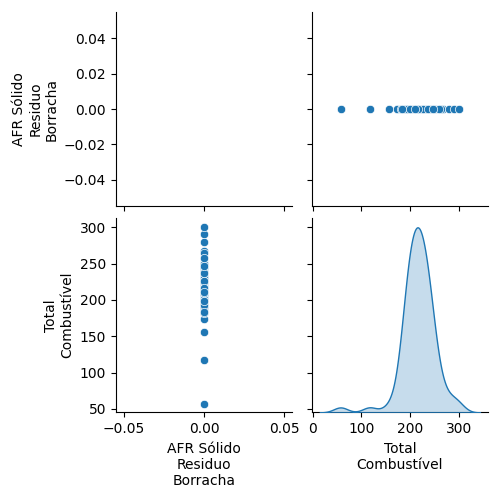 0.04
0.02
0.00
−0.02
−0.04
AFR Sólido
Residuo
Borracha
300
250
200
150
100
50
Total
Combustível
−0.05 0.00 0.05
AFR Sólido
Residuo
Borracha
0 100 200 300
Total
Combustível